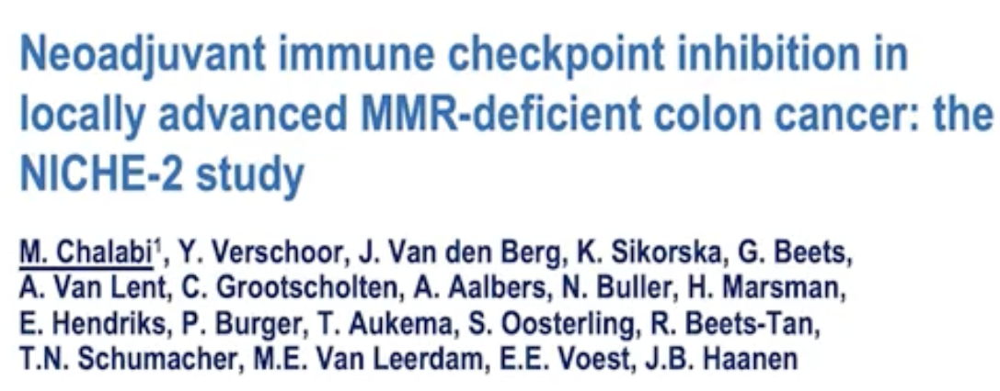 Neoadjuvant immune checkpoint inhibition in
locally advanced MMR-deficient colon cancer: the
NICHE-2 study
M. Chalabi¹, Y. Verschoor, J. Van den Berg, K. Sikorska, G. Beets,
A. Van Lent, C. Grootscholten, A. Aalbers, N. Buller, H. Marsman,
E. Hendriks, P. Burger, T. Aukema, S. Oosterling, R. Beets-Tan,
T.N. Schumacher, M.E. Van Leerdam, E.E. Voest, J.B. Haanen